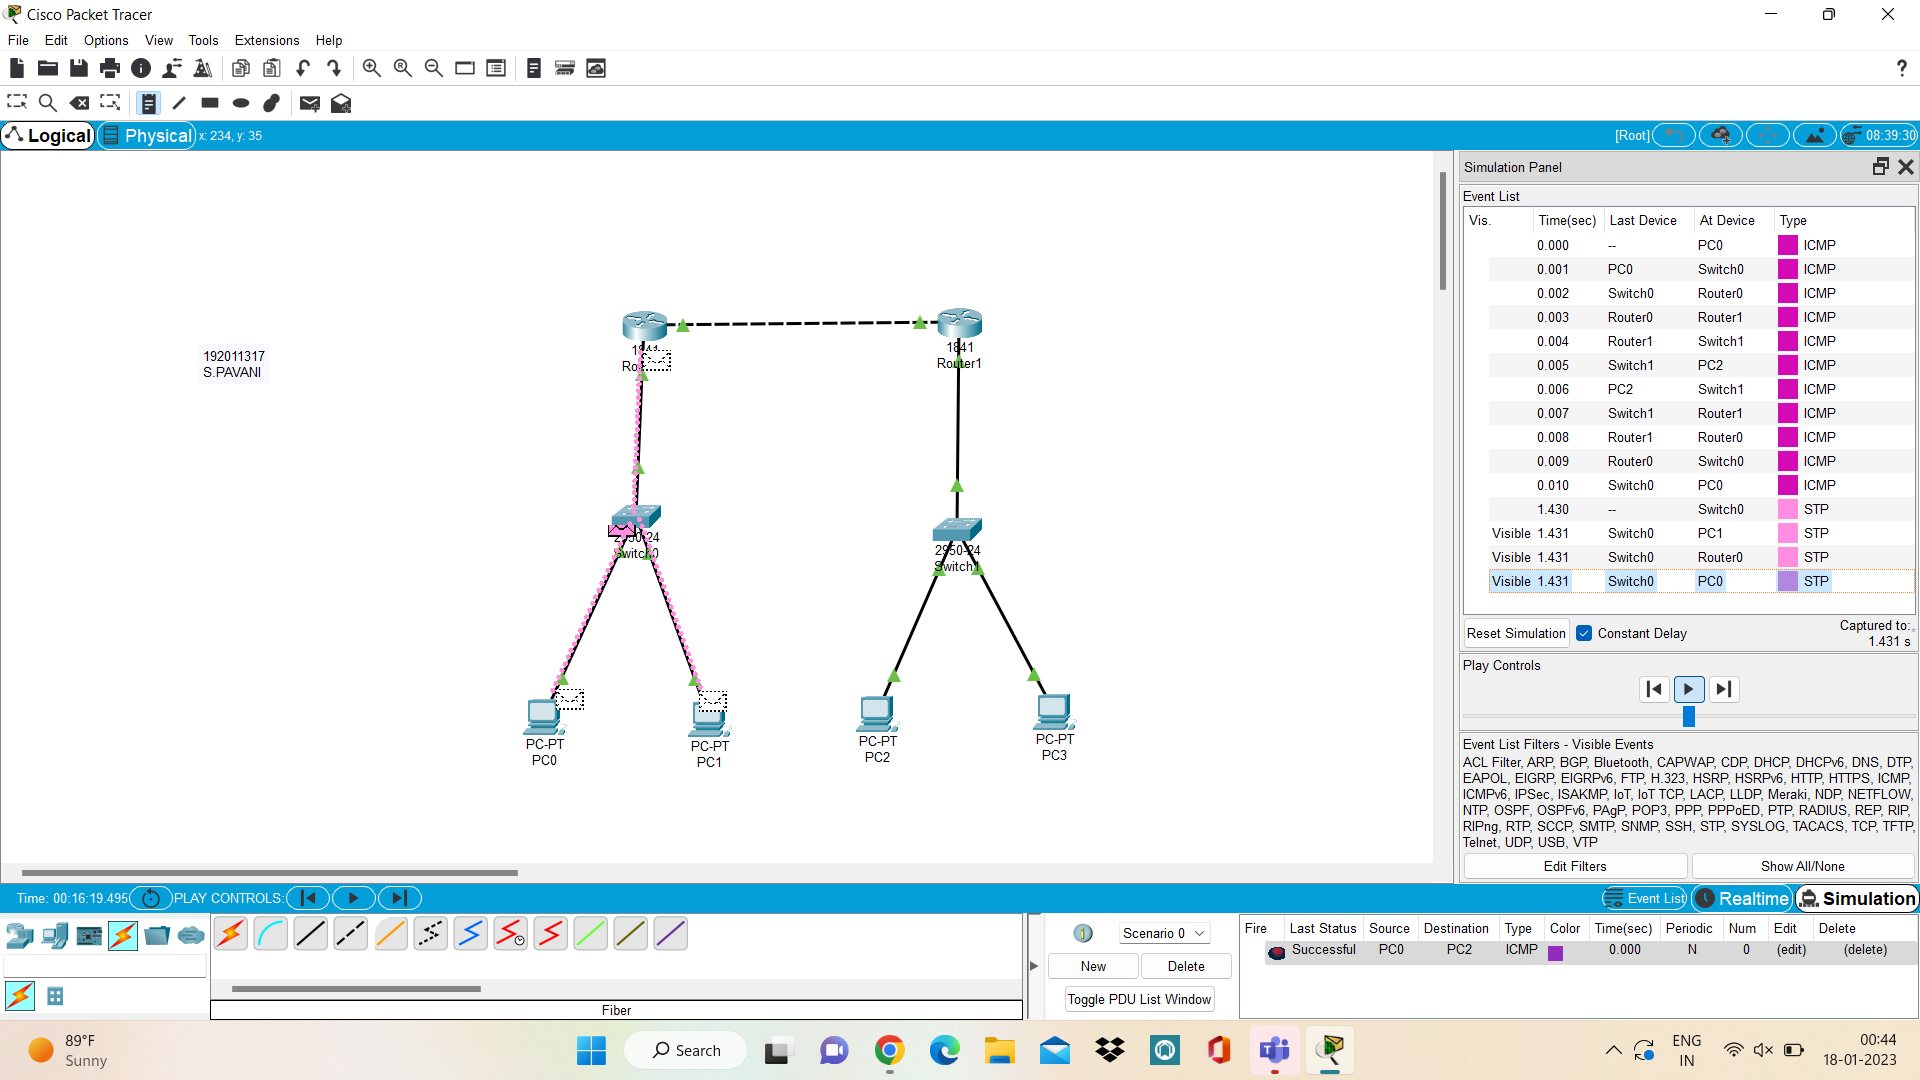 Cisco Packet Tracer
File Edit Options View Tools Extensions Help
?
Logical Physical x: 234, y: 35 [Root] 08:39:30
192011317
S.PAVANI
1841
Router1
2950-24
Switch0
2950-24
Switch1
PC-PT
PC0
PC-PT
PC1
PC-PT
PC2
PC-PT
PC3
Simulation Panel
Event List
Vis. Time(sec) Last Device At Device Type
0.000 -- PC0 ICMP
0.001 PC0 Switch0 ICMP
0.002 Switch0 Router0 ICMP
0.003 Router0 Router1 ICMP
0.004 Router1 Switch1 ICMP
0.005 Switch1 PC2 ICMP
0.006 PC2 Switch1 ICMP
0.007 Switch1 Router1 ICMP
0.008 Router1 Router0 ICMP
0.009 Router0 Switch0 ICMP
0.010 Switch0 PC0 ICMP
1.430 -- Switch0 STP
Visible 1.431 Switch0 PC1 STP
Visible 1.431 Switch0 Router0 STP
Visible 1.431 Switch0 PC0 STP
Reset Simulation Constant Delay Captured to:
1.431 s
Play Controls
Event List Filters - Visible Events
ACL Filter, ARP, BGP, Bluetooth, CAPWAP, CDP, DHCP, DHCPv6, DNS, DTP,
EAPOL, EIGRP, EIGRPv6, FTP, H.323, HSRP, HSRPv6, HTTP, HTTPS, ICMP,
ICMPv6, IPSec, ISAKMP, IoT, IoT TCP, LACP, LLDP, Meraki, NDP, NETFLOW,
NTP, OSPF, OSPFv6, PAgP, POP3, PPP, PPPoED, PTP, RADIUS, REP, RIP,
RIPng, RTP, SCCP, SMTP, SNMP, SSH, STP, SYSLOG, TACACS, TCP, TFTP,
Telnet, UDP, USB, VTP
Edit Filters Show All/None
Time: 00:16:19.495 PLAY CONTROLS: Event List Realtime Simulation
Scenario 0
New Delete
Toggle PDU List Window
Fire Last Status Source Destination Type Color Time(sec) Periodic Num Edit Delete
Successful PC0 PC2 ICMP 0.000 N 0 (edit) (delete)
Fiber
89°F
Sunny
Search
ENG
IN
00:44
18-01-2023